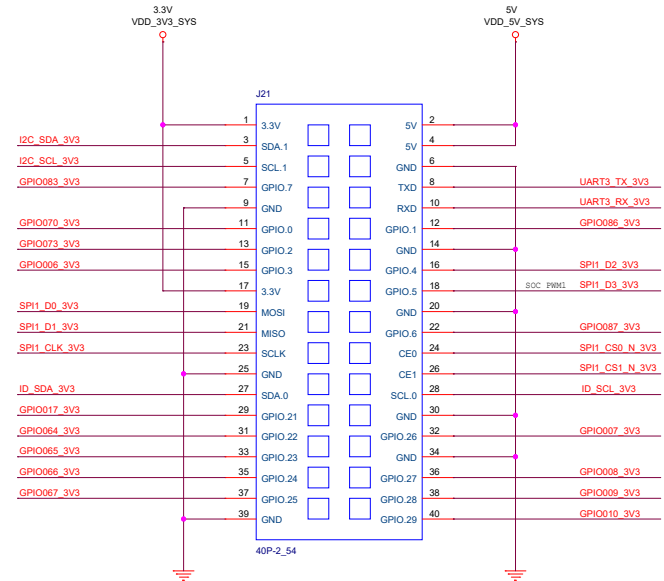 3.3V 5V
VDD_3V3_SYS VDD_5V_SYS
J21
1 3.3V 5V 2
I2C_SDA_3V3 3 SDA.1 5V 4
I2C_SCL_3V3 5 SCL.1 GND 6
GPIO083_3V3 7 GPIO.7 TXD 8 UART3_TX_3V3
9 GND RXD 10 UART3_RX_3V3
GPIO070_3V3 11 GPIO.0 GPIO.1 12 GPIO086_3V3
GPIO073_3V3 13 GPIO.2 GND 14
GPIO006_3V3 15 GPIO.3 GPIO.4 16 SPI1_D2_3V3
17 3.3V GPIO.5 18 SOC PWM1 SPI1_D3_3V3
SPI1_D0_3V3 19 MOSI GND 20
SPI1_D1_3V3 21 MISO GPIO.6 22 GPIO087_3V3
SPI1_CLK_3V3 23 SCLK CE0 24 SPI1_CS0_N_3V3
25 GND CE1 26 SPI1_CS1_N_3V3
ID_SDA_3V3 27 SDA.0 SCL.0 28 ID_SCL_3V3
GPIO017_3V3 29 GPIO.21 GND 30
GPIO064_3V3 31 GPIO.22 GPIO.26 32 GPIO007_3V3
GPIO065_3V3 33 GPIO.23 GND 34
GPIO066_3V3 35 GPIO.24 GPIO.27 36 GPIO008_3V3
GPIO067_3V3 37 GPIO.25 GPIO.28 38 GPIO009_3V3
39 GND GPIO.29 40 GPIO010_3V3
40P-2_54